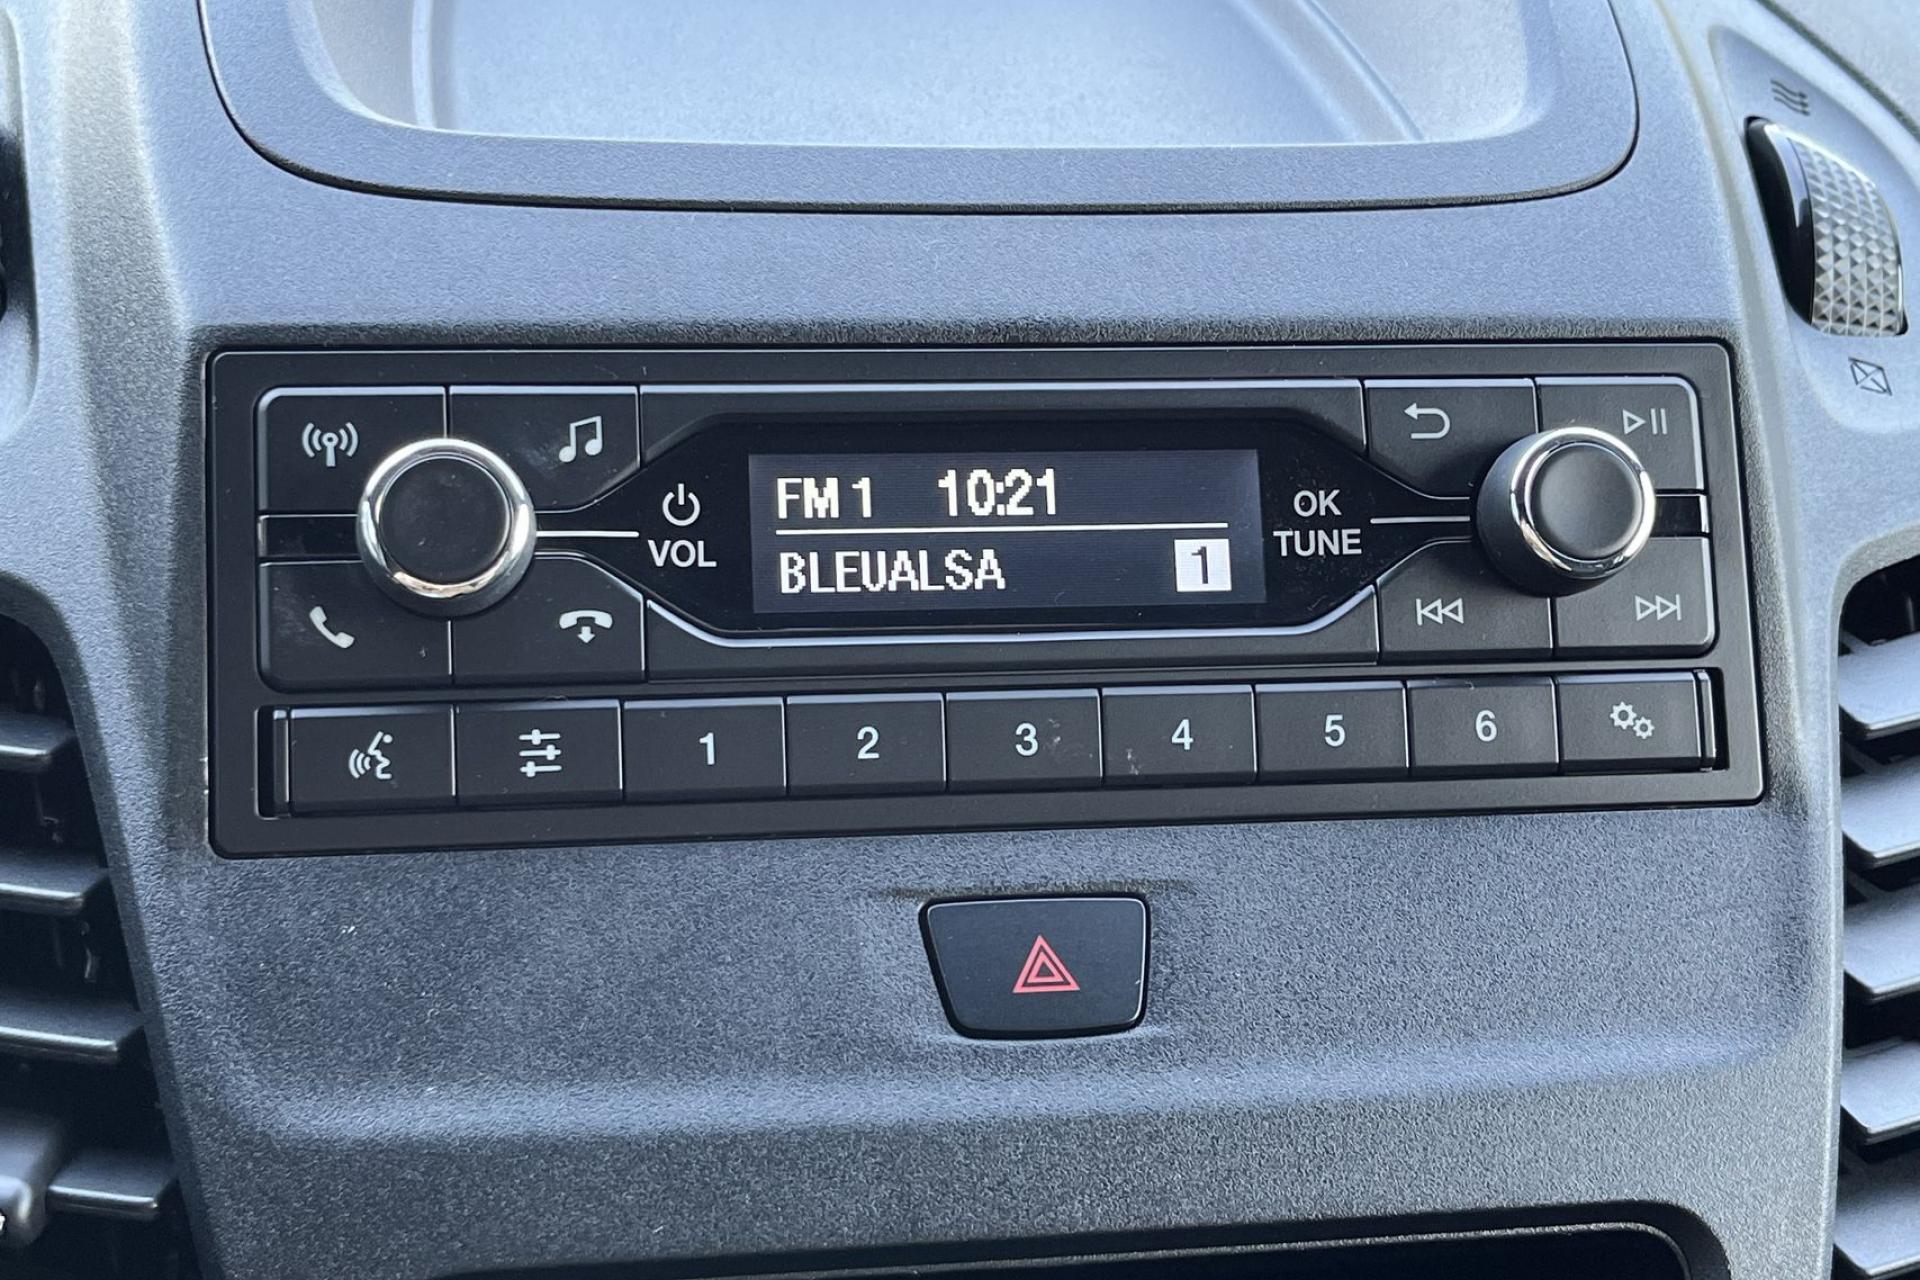 FM 1 10:21
BLEUALSA 1
VOL
OK
TUNE
1 2 3 4 5 6